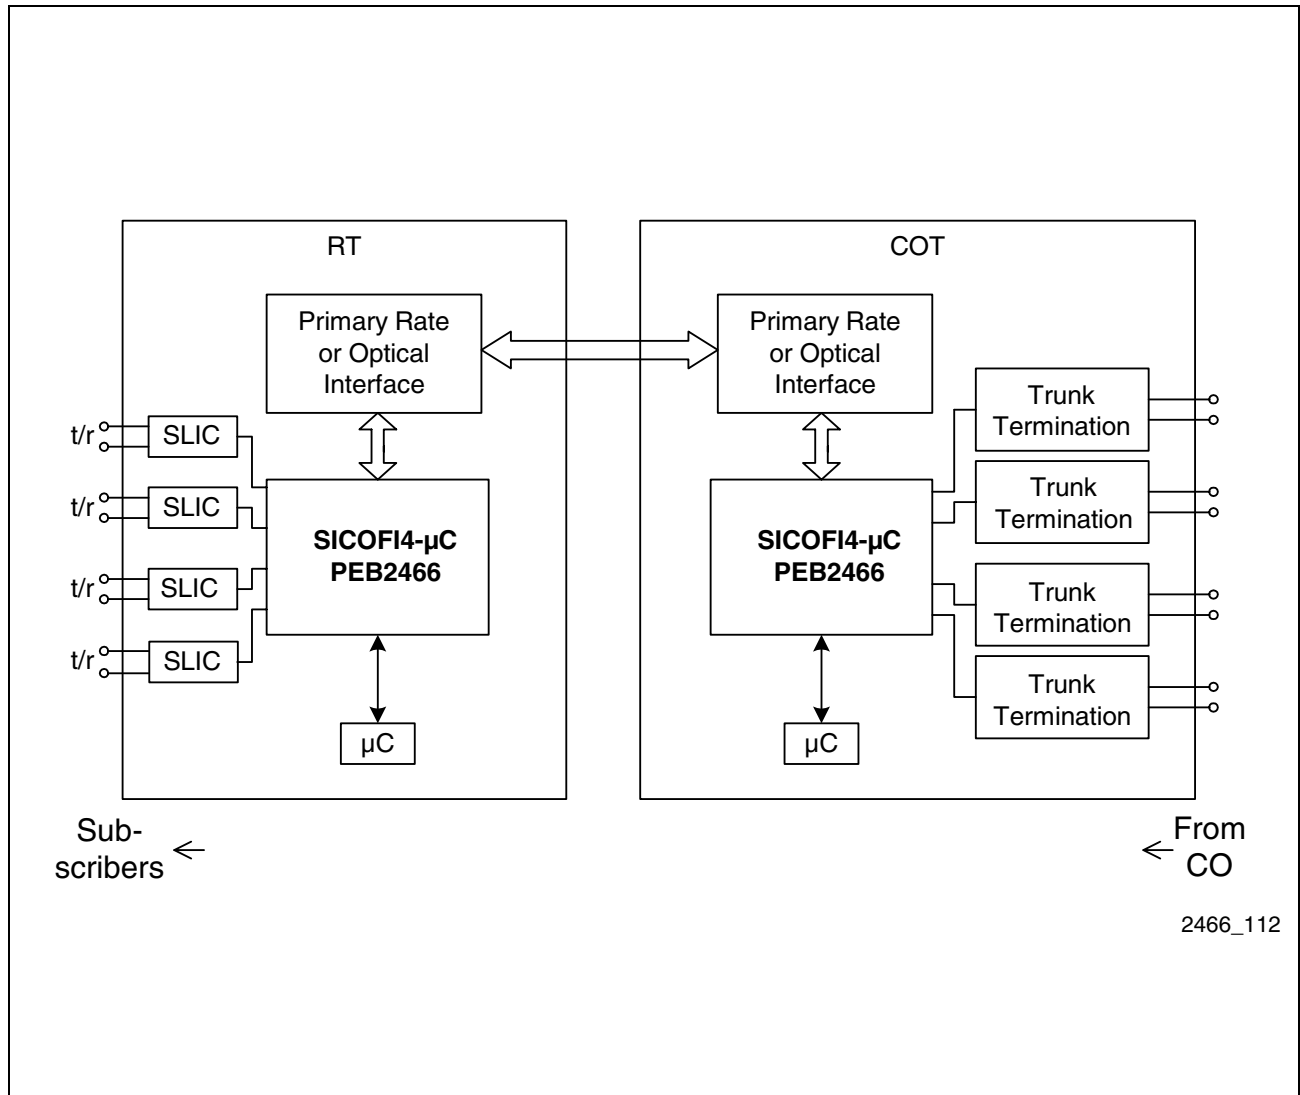 RT
COT
Primary Rate
or Optical
Interface
Primary Rate
or Optical
Interface
t/r
SLIC
t/r
SLIC
t/r
SLIC
t/r
SLIC
SICOFI4-µC
PEB2466
SICOFI4-µC
PEB2466
Trunk
Termination
Trunk
Termination
Trunk
Termination
Trunk
Termination
µC
µC
Sub-
scribers
From
CO
2466_112